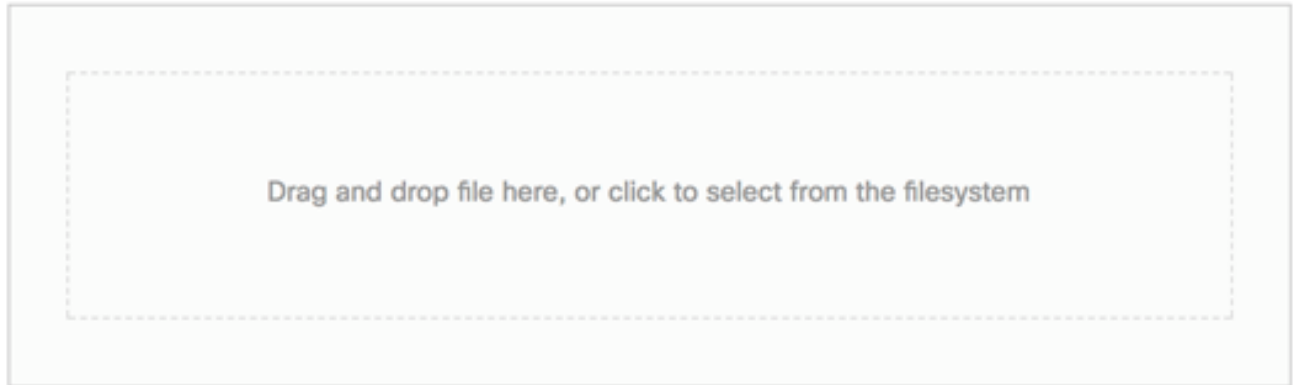 Drag and drop file here, or click to select from the filesystem